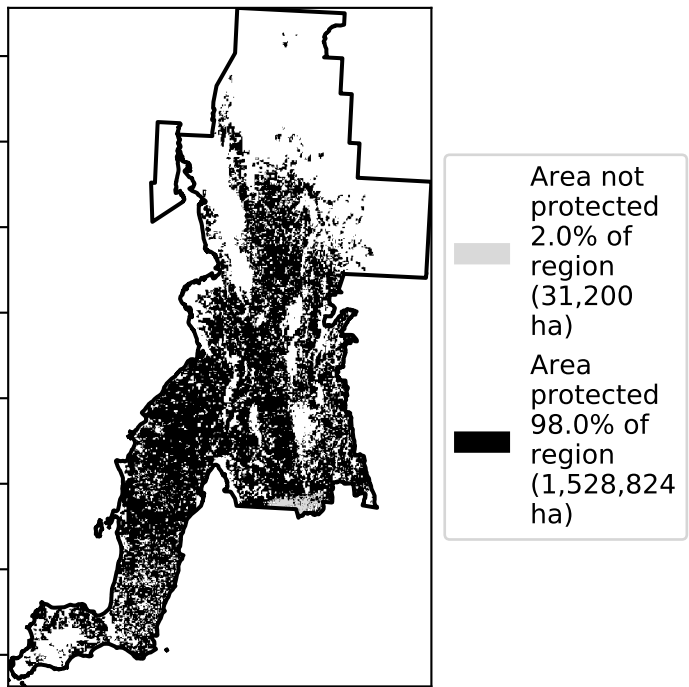 Area not
protected
2.0% of
region
(31,200
ha)
Area
protected
98.0% of
region
(1,528,824
ha)